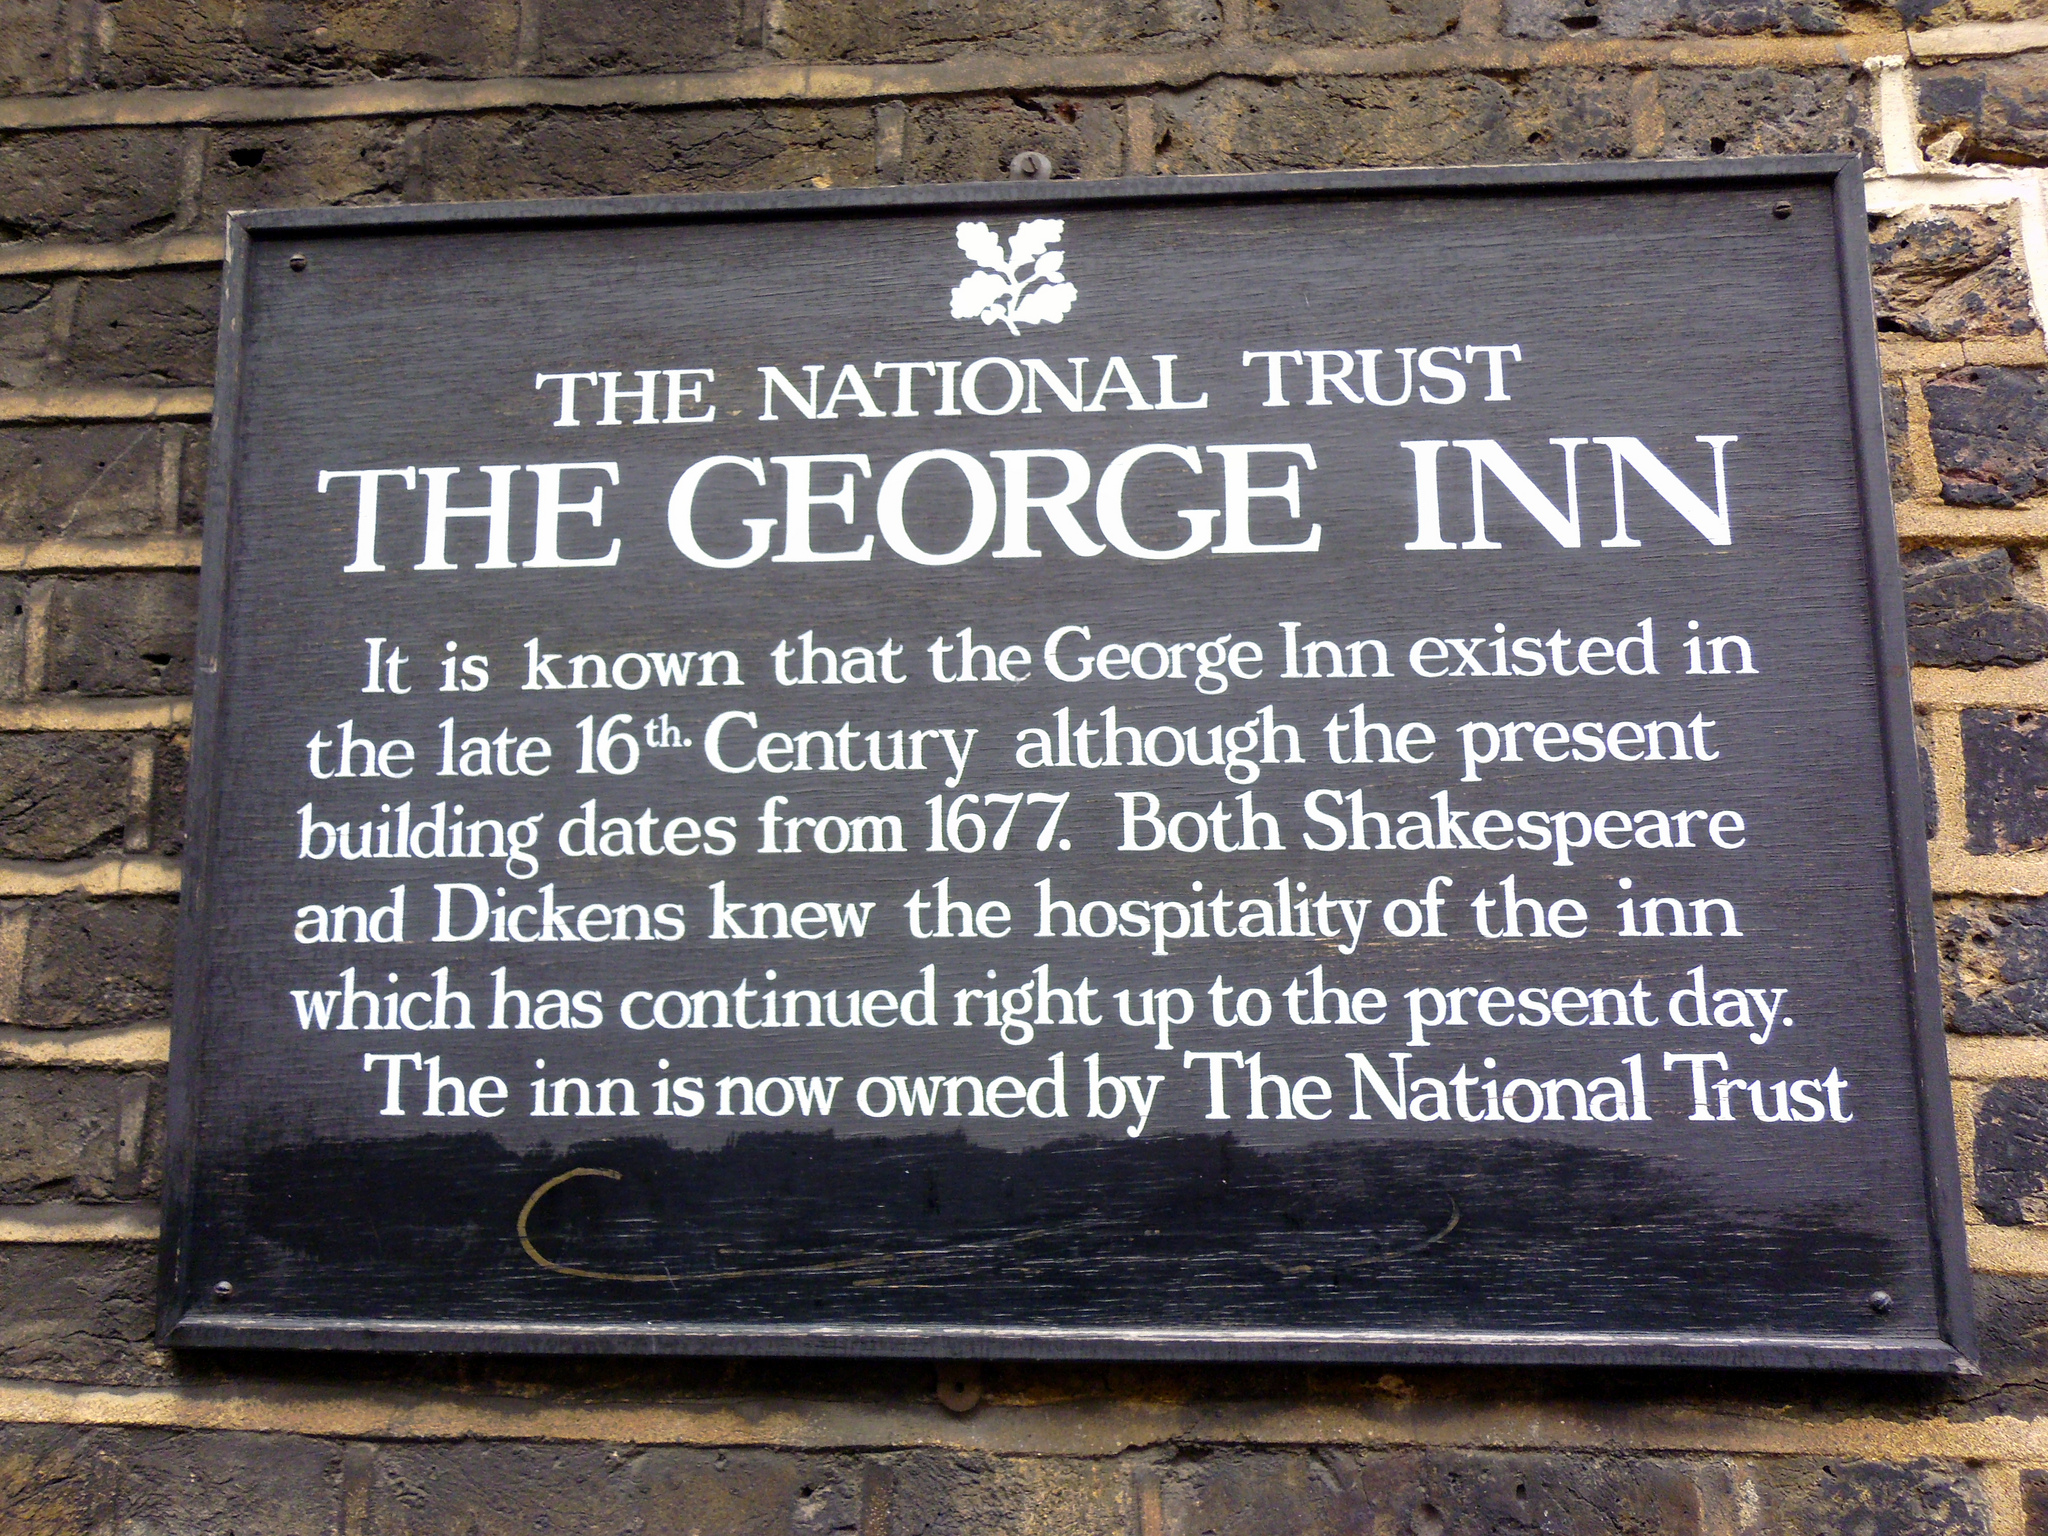 THE NATIONAL TRUST
THE GEORGE INN
It is known that the George Inn existed in
the late 16th. Century although the present
building dates from 1677. Both Shakespeare
and Dickens knew the hospitality of the inn
which has continued right up to the present day.
The inn is now owned by The National Trust